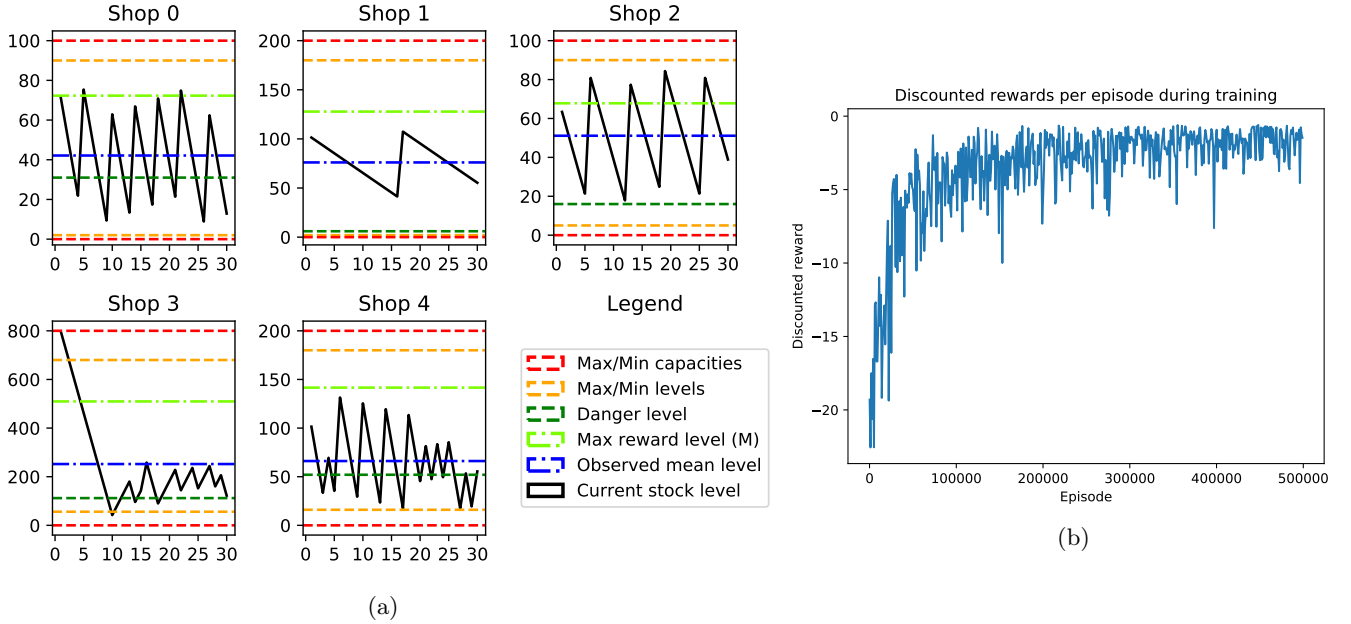 Shop 0
100
80
60
40
20
0
0 5 10 15 20 25 30
Shop 1
200
150
100
50
0
0 5 10 15 20 25 30
Shop 2
100
80
60
40
20
0
0 5 10 15 20 25 30
Shop 3
800
600
400
200
0
0 5 10 15 20 25 30
Shop 4
200
175
150
125
100
75
50
25
0
0 5 10 15 20 25 30
Legend
Max/Min capacities
Max/Min levels
Danger level
Max reward level (M)
Observed mean level
Current stock level
(a)
Discounted rewards per episode during training
Discounted reward
0
−5
−10
−15
−20
0 100000 200000 300000 400000 500000
Episode
(b)